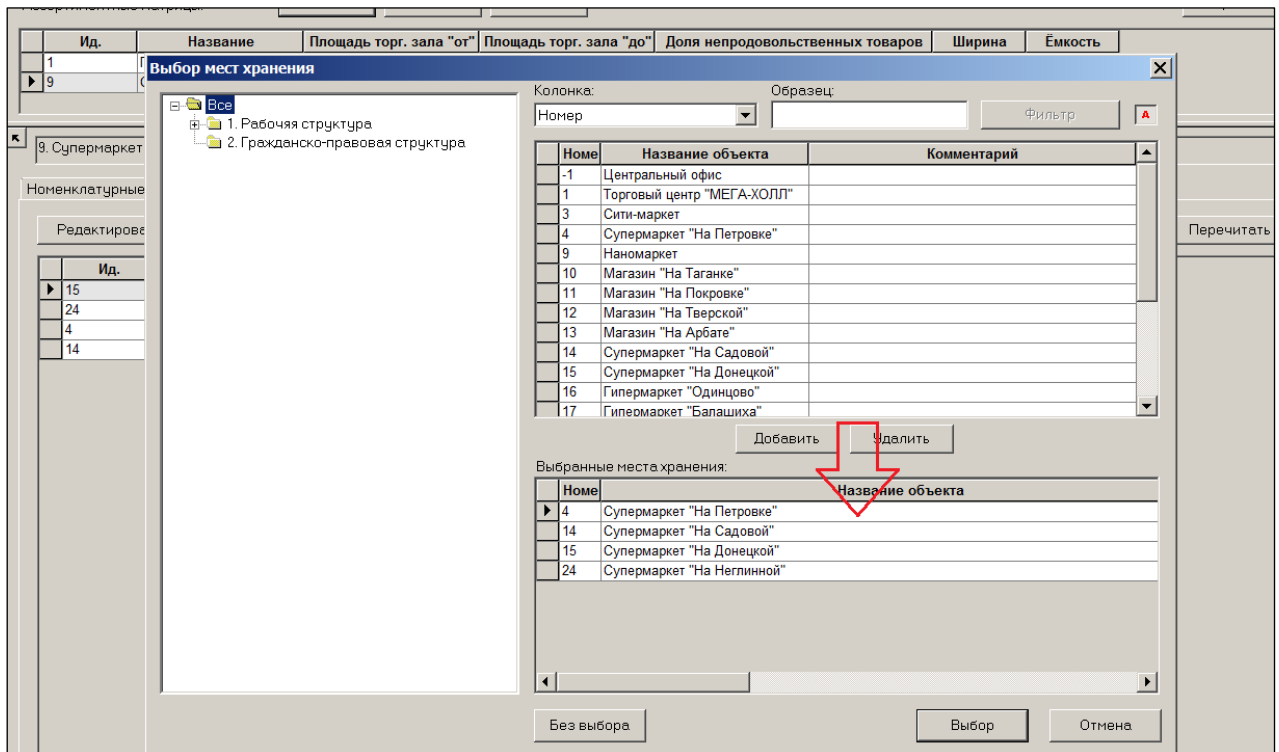 Ассортиментные матрицы:
Ид. Название Площадь торг. зала "от" Площадь торг. зала "до" Доля непродовольственных товаров Ширина Ёмкость
1
9
Выбор мест хранения
Все
1. Рабочяя структура
2. Гражданско-правовая структура
Колонка: Образец:
Номер Фильтр А
9. Супермаркет
Номенклатурные
Редактирова
Перечитать
Ид.
15
24
4
14
Номе Название объекта Комментарий
-1 Центральный офис
1 Торговый центр "МЕГА-ХОЛЛ"
3 Сити-маркет
4 Супермаркет "На Петровке"
9 Наномаркет
10 Магазин "На Таганке"
11 Магазин "На Покровке"
12 Магазин "На Тверской"
13 Магазин "На Арбате"
14 Супермаркет "На Садовой"
15 Супермаркет "На Донецкой"
16 Гипермаркет "Одинцово"
17 Гипермаркет "Балашиха"
Добавить Удалить
Выбранные места хранения:
Номе Название объекта
4 Супермаркет "На Петровке"
14 Супермаркет "На Садовой"
15 Супермаркет "На Донецкой"
24 Супермаркет "На Неглинной"
Без выбора Выбор Отмена